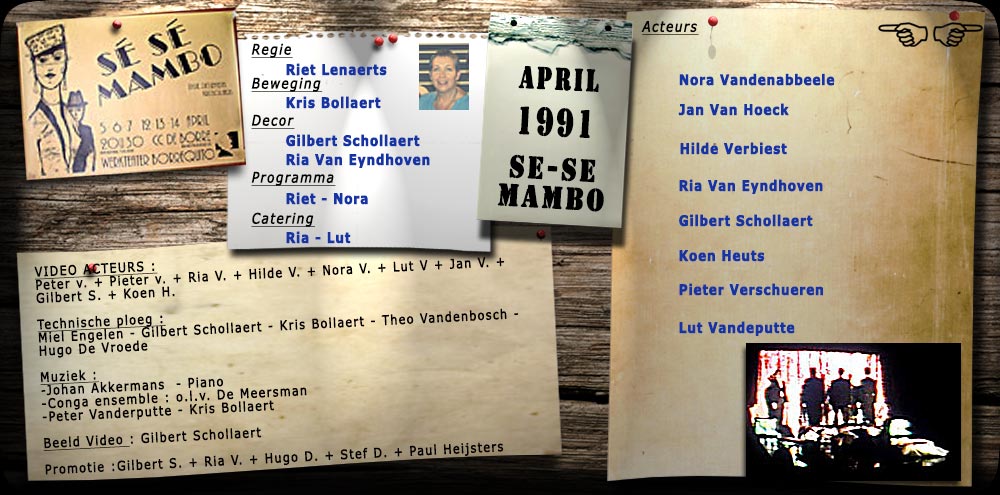 SÉ SÉ
MAMBO
5 6 7 12 13 14 APRIL
20U30 CC DE BORRE
WERKTEATER BORREQUITO
Regie
Riet Lenaerts
Beweging
Kris Bollaert
Decor
Gilbert Schollaert
Ria Van Eyndhoven
Programma
Riet - Nora
Catering
Ria - Lut
APRIL
1991
SE-SE
MAMBO
Acteurs
Nora Vandenabbeele
Jan Van Hoeck
Hilde Verbiest
Ria Van Eyndhoven
Gilbert Schollaert
Koen Heuts
Pieter Verschueren
Lut Vandeputte
VIDEO ACTEURS :
Peter v. + Pieter v. + Ria V. + Hilde V. + Nora V. + Lut V + Jan V. +
Gilbert S. + Koen H.
Technische ploeg :
Miel Engelen - Gilbert Schollaert - Kris Bollaert - Theo Vandenbosch -
Hugo De Vroede
Muziek :
-Johan Akkermans - Piano
-Conga ensemble : o.l.v. De Meersman
-Peter Vanderputte - Kris Bollaert
Beeld Video : Gilbert Schollaert
Promotie :Gilbert S. + Ria V. + Hugo D. + Stef D. + Paul Heijsters